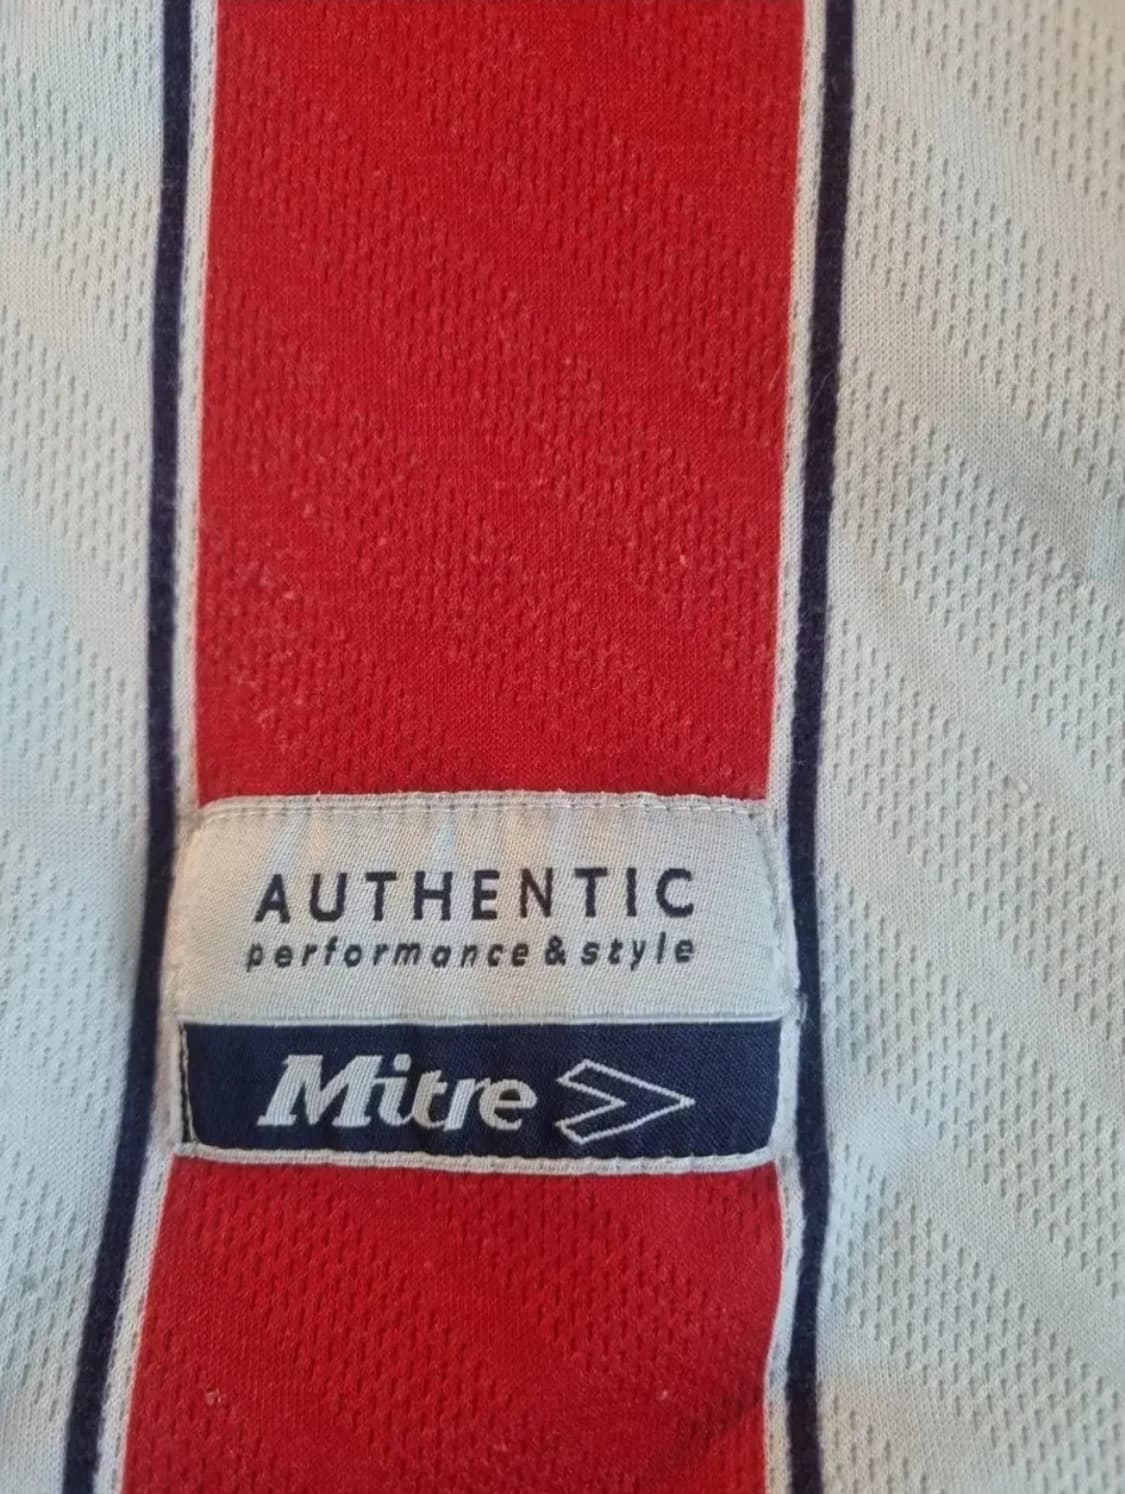 AUTHENTIC
performance & style
Mitre